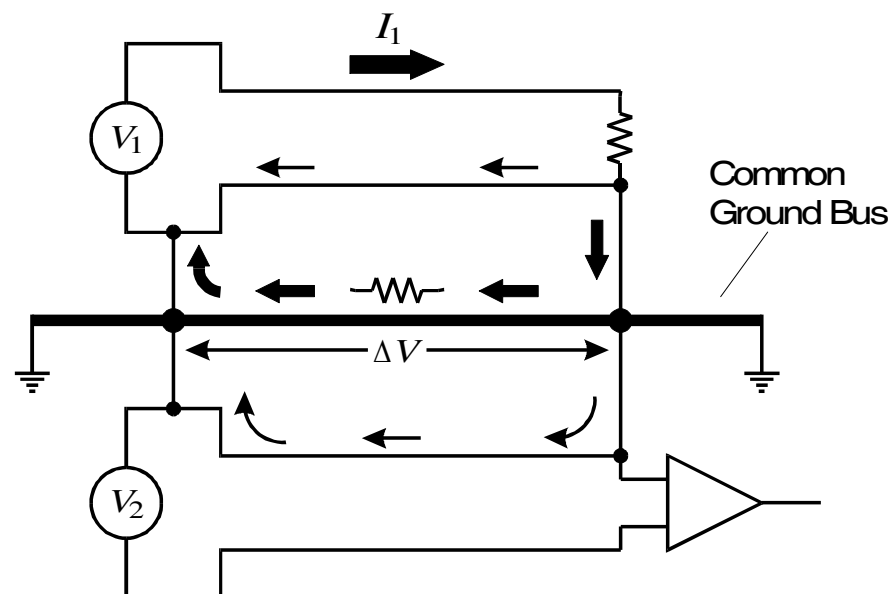 I₁
V₁
Common
Ground Bus
ΔV
V₂